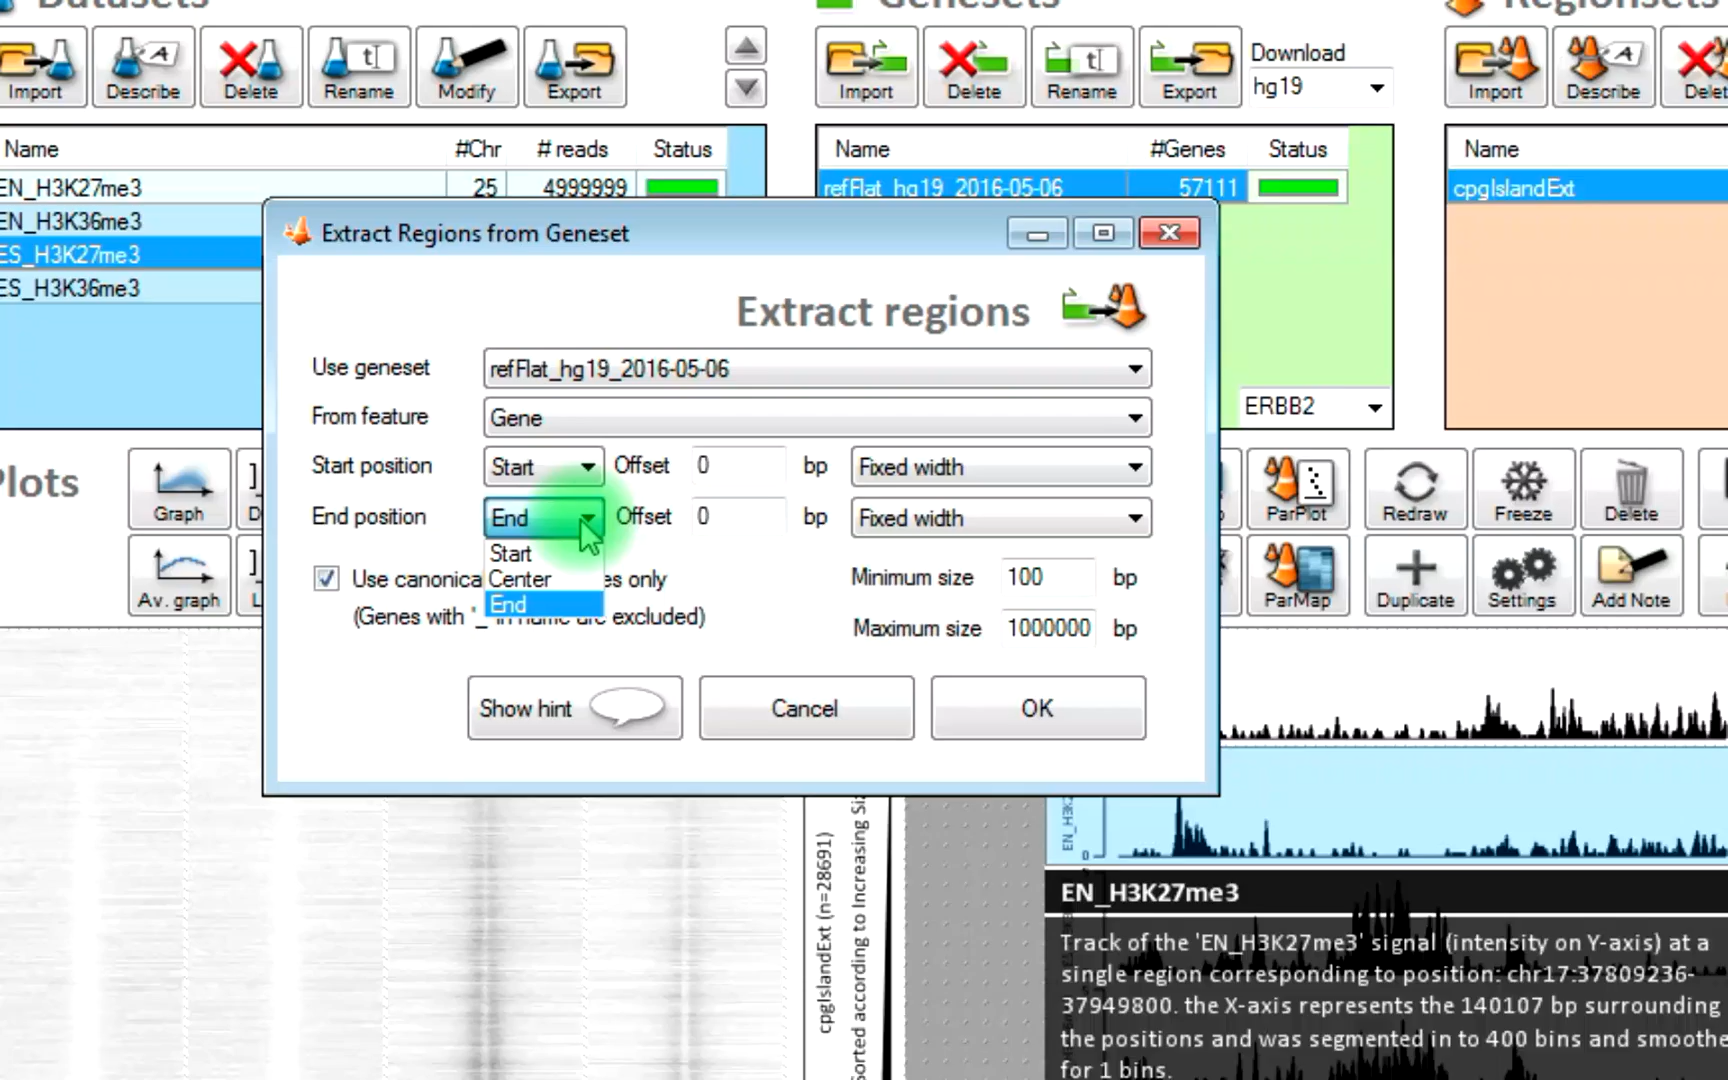 Datasets
Genesets
Regionsets
Import
Describe
Delete
Rename
Modify
Export
Import
Delete
Rename
Export
Download
hg19
Import
Describe
Name #Chr # reads Status
EN_H3K27me3 25 4999999
EN_H3K36me3
ES_H3K27me3
ES_H3K36me3
Name #Genes Status
refFlat_hg19_2016-05-06 57111
Name
cpgIslandExt
Extract Regions from Geneset
Extract regions
Use geneset refFlat_hg19_2016-05-06
From feature Gene
Start position Start Offset 0 bp Fixed width
End position End Offset 0 bp Fixed width
Start
Center
End
Use canonica es only
(Genes with '_' in name are excluded)
Minimum size 100 bp
Maximum size 1000000 bp
Show hint
Cancel
OK
ERBB2
Plots
Graph
Av. graph
ParPlot
Redraw
Freeze
Delete
ParMap
Duplicate
Settings
Add Note
cpgIslandExt (n=28691)
Sorted according to Increasing Si
EN_H3K2
0
EN_H3K27me3
Track of the 'EN_H3K27me3' signal (intensity on Y-axis) at a
single region corresponding to position: chr17:37809236-
37949800. the X-axis represents the 140107 bp surrounding
the positions and was segmented in to 400 bins and smoothe
for 1 bins.